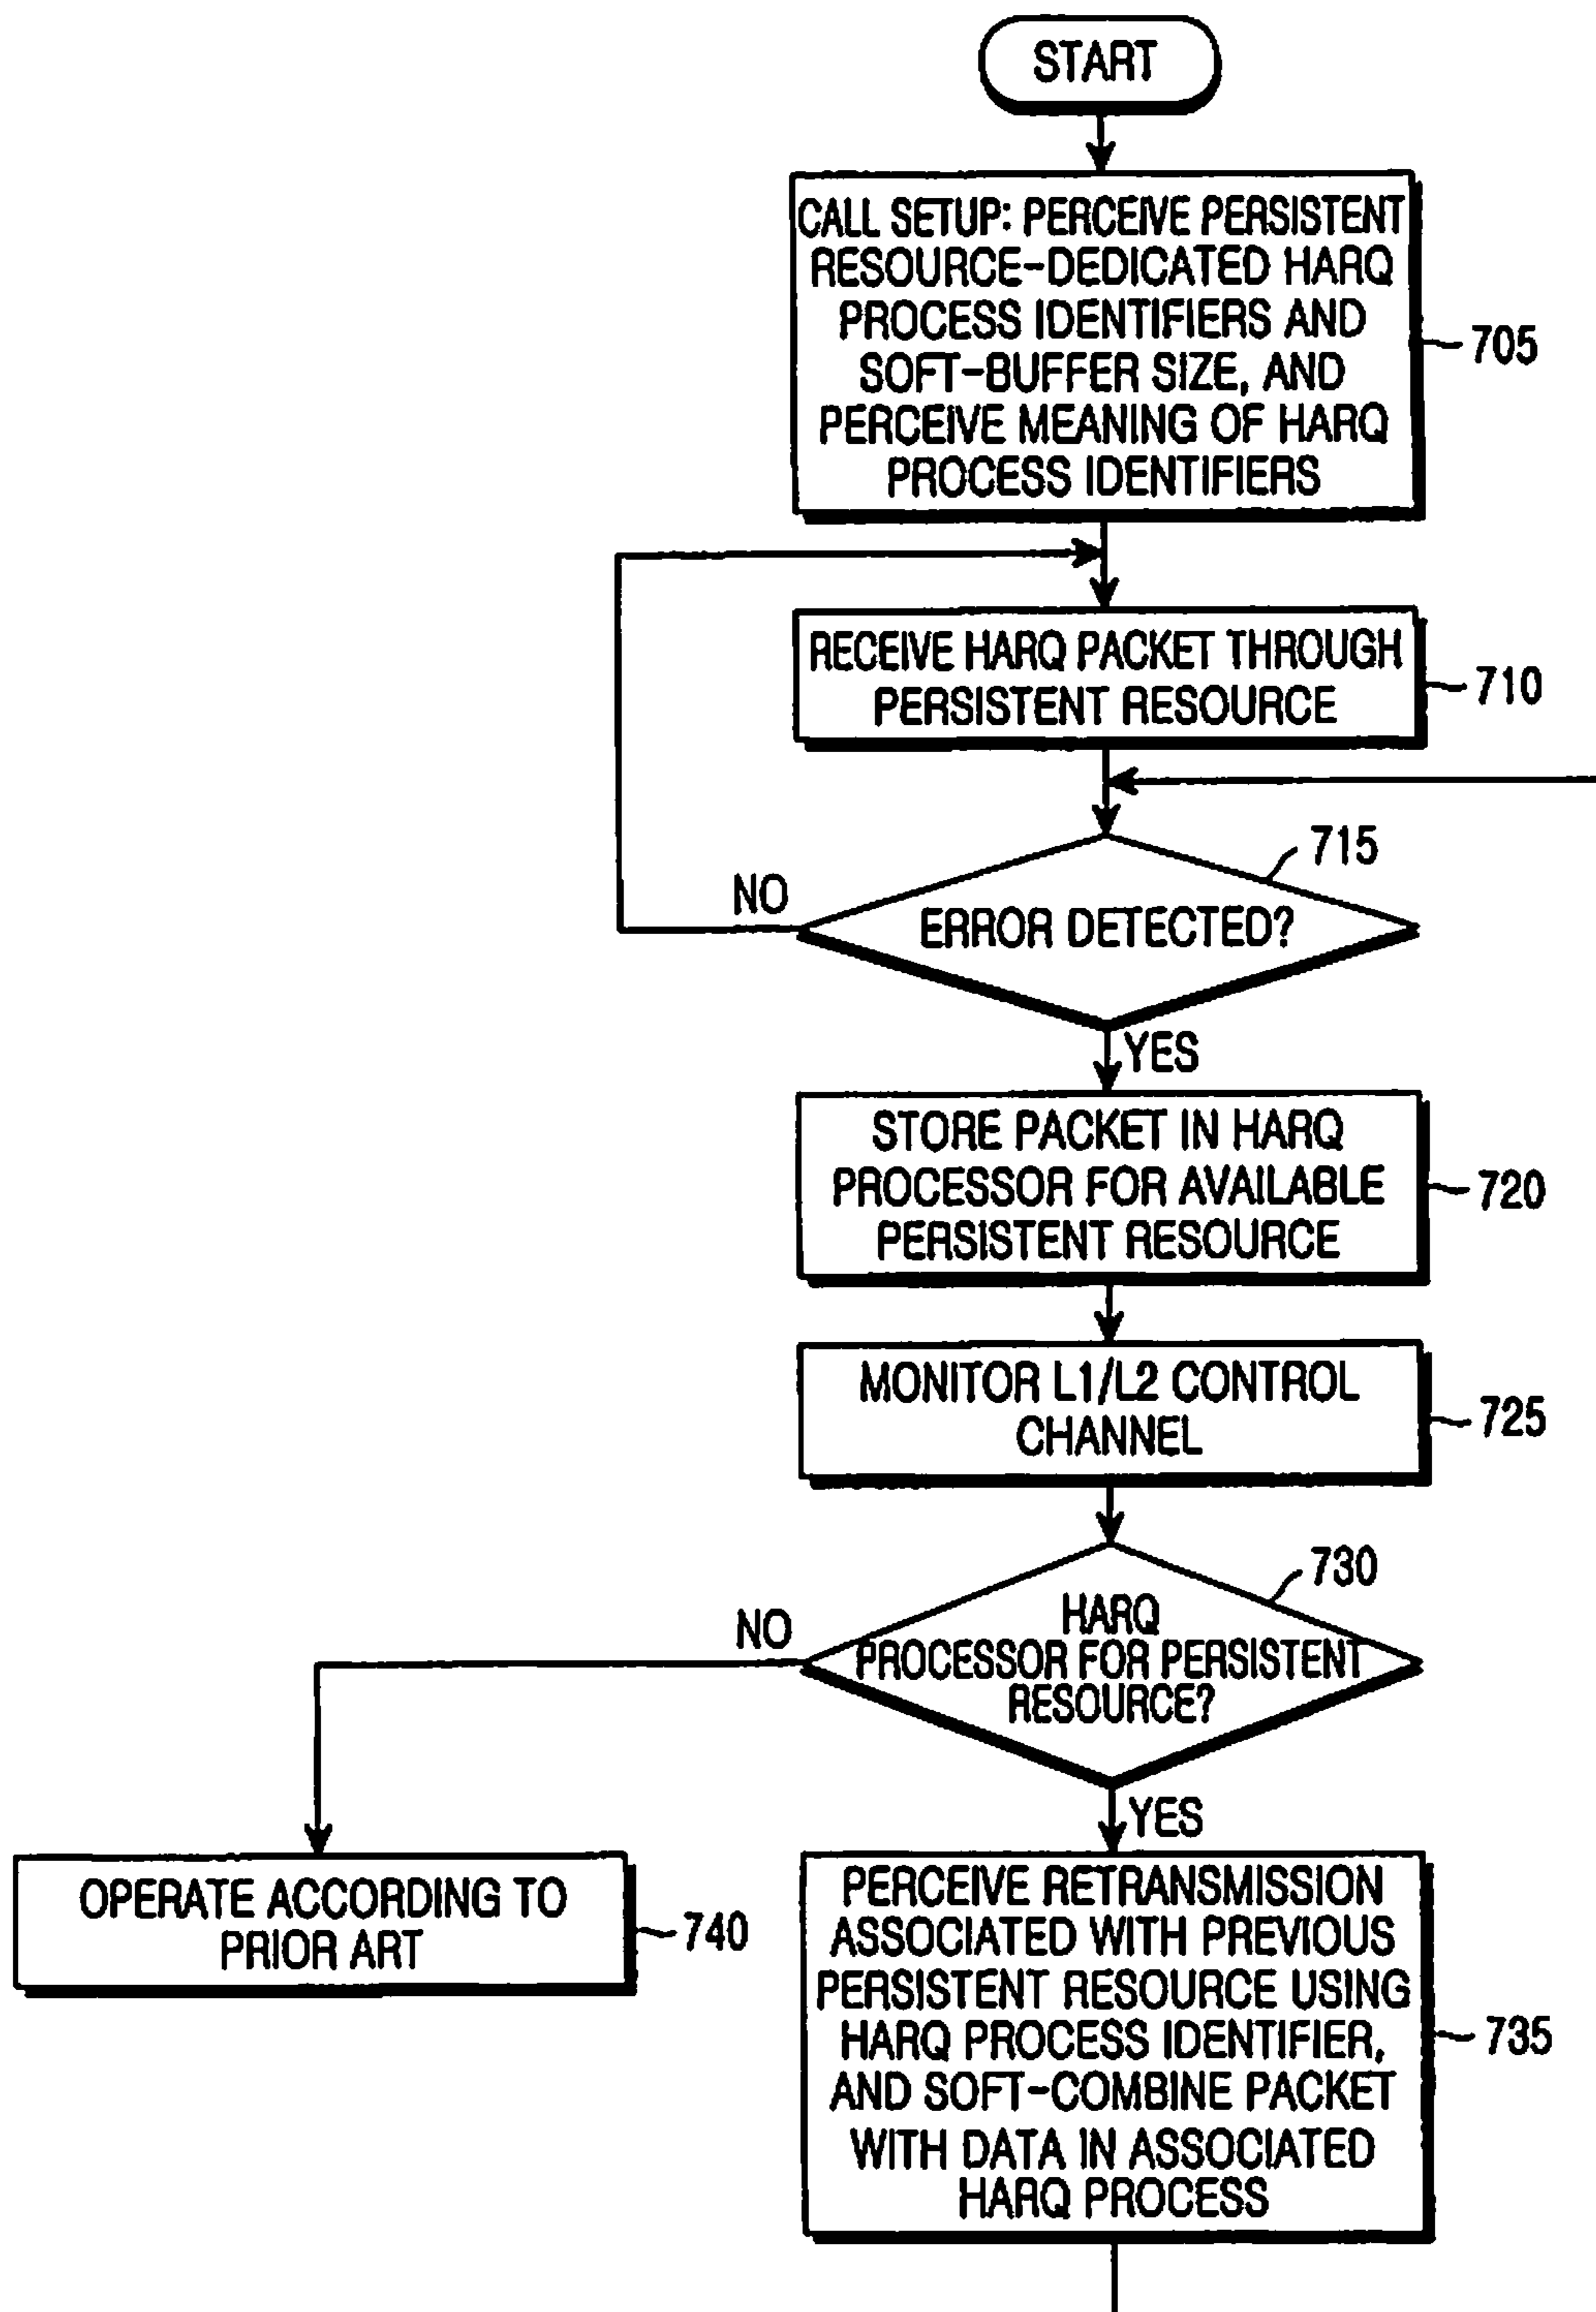 START
CALL SETUP: PERCEIVE PERSISTENT
RESOURCE-DEDICATED HARQ
PROCESS IDENTIFIERS AND
SOFT-BUFFER SIZE, AND
PERCEIVE MEANING OF HARQ
PROCESS IDENTIFIERS
705
RECEIVE HARQ PACKET THROUGH
PERSISTENT RESOURCE
710
715
NO
ERROR DETECTED?
YES
STORE PACKET IN HARQ
PROCESSOR FOR AVAILABLE
PERSISTENT RESOURCE
720
MONITOR L1/L2 CONTROL
CHANNEL
725
730
NO
HARQ
PROCESSOR FOR PERSISTENT
RESOURCE?
YES
OPERATE ACCORDING TO
PRIOR ART
740
PERCEIVE RETRANSMISSION
ASSOCIATED WITH PREVIOUS
PERSISTENT RESOURCE USING
HARQ PROCESS IDENTIFIER,
AND SOFT-COMBINE PACKET
WITH DATA IN ASSOCIATED
HARQ PROCESS
735